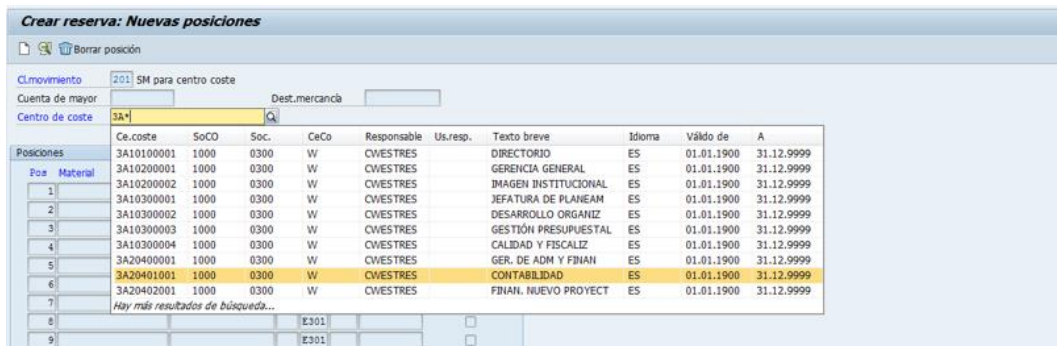 Crear reserva: Nuevas posiciones
Borrar posición
Cl.movimiento 201 SM para centro coste
Cuenta de mayor Dest.mercancía
Centro de coste 3A*
Ce.coste SoCO Soc. CeCo Responsable Us.resp. Texto breve Idioma Válido de A
Posiciones
3A10100001 1000 0300 W CWESTRES DIRECTORIO ES 01.01.1900 31.12.9999
Pos Material
3A10200001 1000 0300 W CWESTRES GERENCIA GENERAL ES 01.01.1900 31.12.9999
1 3A10200002 1000 0300 W CWESTRES IMAGEN INSTITUCIONAL ES 01.01.1900 31.12.9999
2 3A10300001 1000 0300 W CWESTRES JEFATURA DE PLANEAM ES 01.01.1900 31.12.9999
3A10300002 1000 0300 W CWESTRES DESARROLLO ORGANIZ ES 01.01.1900 31.12.9999
3 3A10300003 1000 0300 W CWESTRES GESTIÓN PRESUPUESTAL ES 01.01.1900 31.12.9999
4 3A10300004 1000 0300 W CWESTRES CALIDAD Y FISCALIZ ES 01.01.1900 31.12.9999
5 3A20400001 1000 0300 W CWESTRES GER. DE ADM Y FINAN ES 01.01.1900 31.12.9999
6 3A20401001 1000 0300 W CWESTRES CONTABILIDAD ES 01.01.1900 31.12.9999
3A20402001 1000 0300 W CWESTRES FINAN. NUEVO PROYECT ES 01.01.1900 31.12.9999
7 Hay más resultados de búsqueda...
8 E301
9 E301